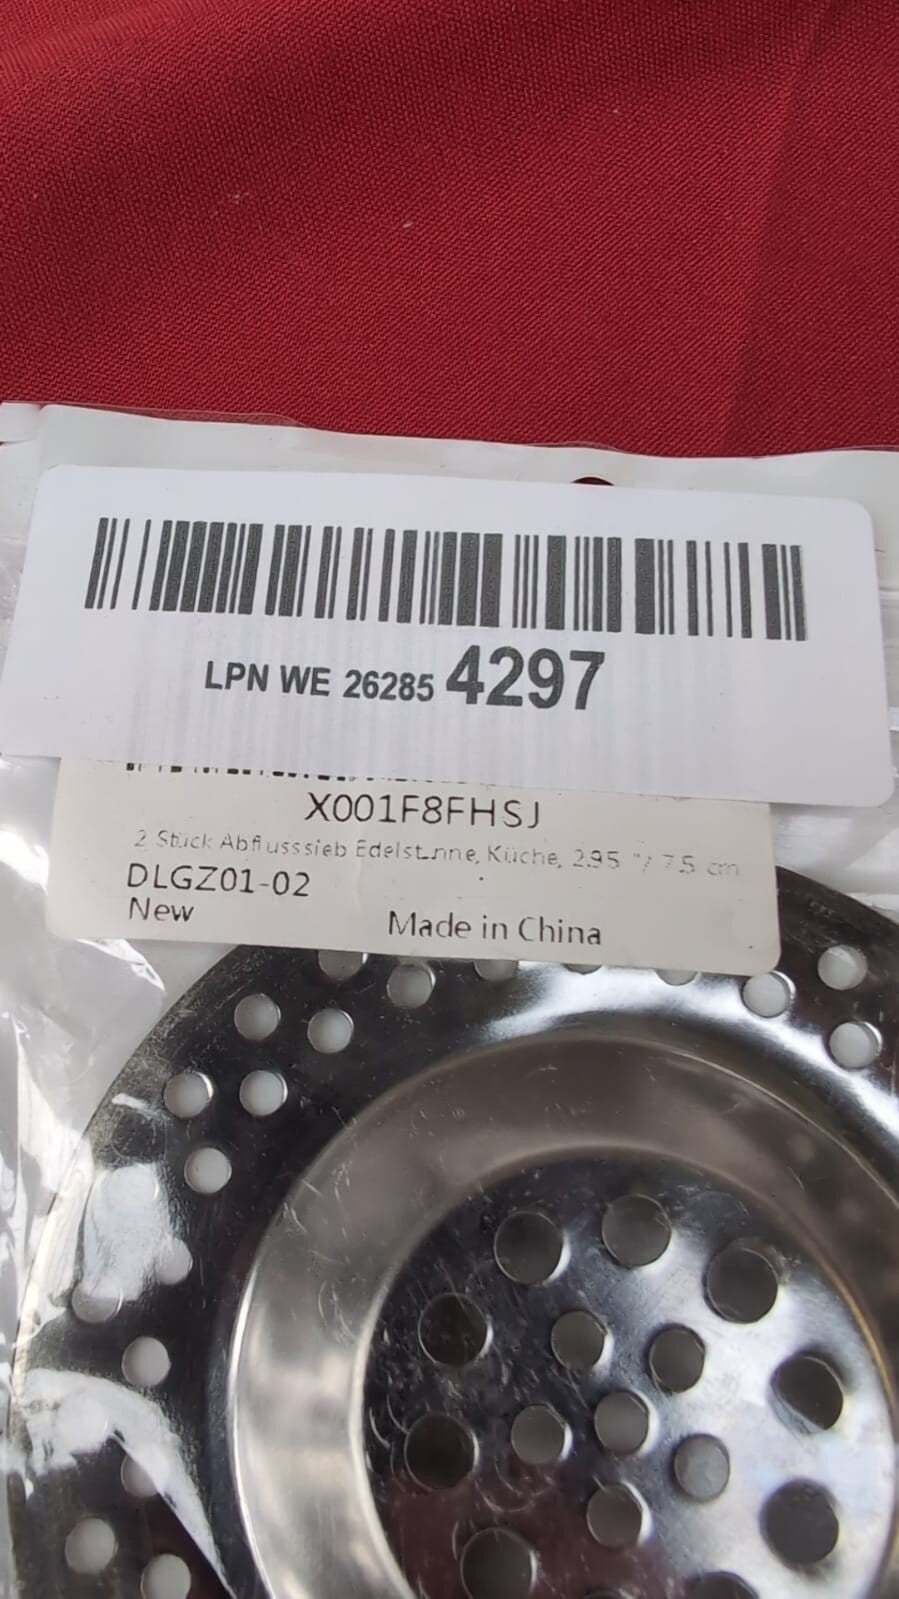 LPN WE 26285 4297
X001F8FHSJ
2 Stück Abflusssieb Edelst...nne, Küche, 2.95 "/ 7.5 cm
DLGZ01-02
New
Made in China